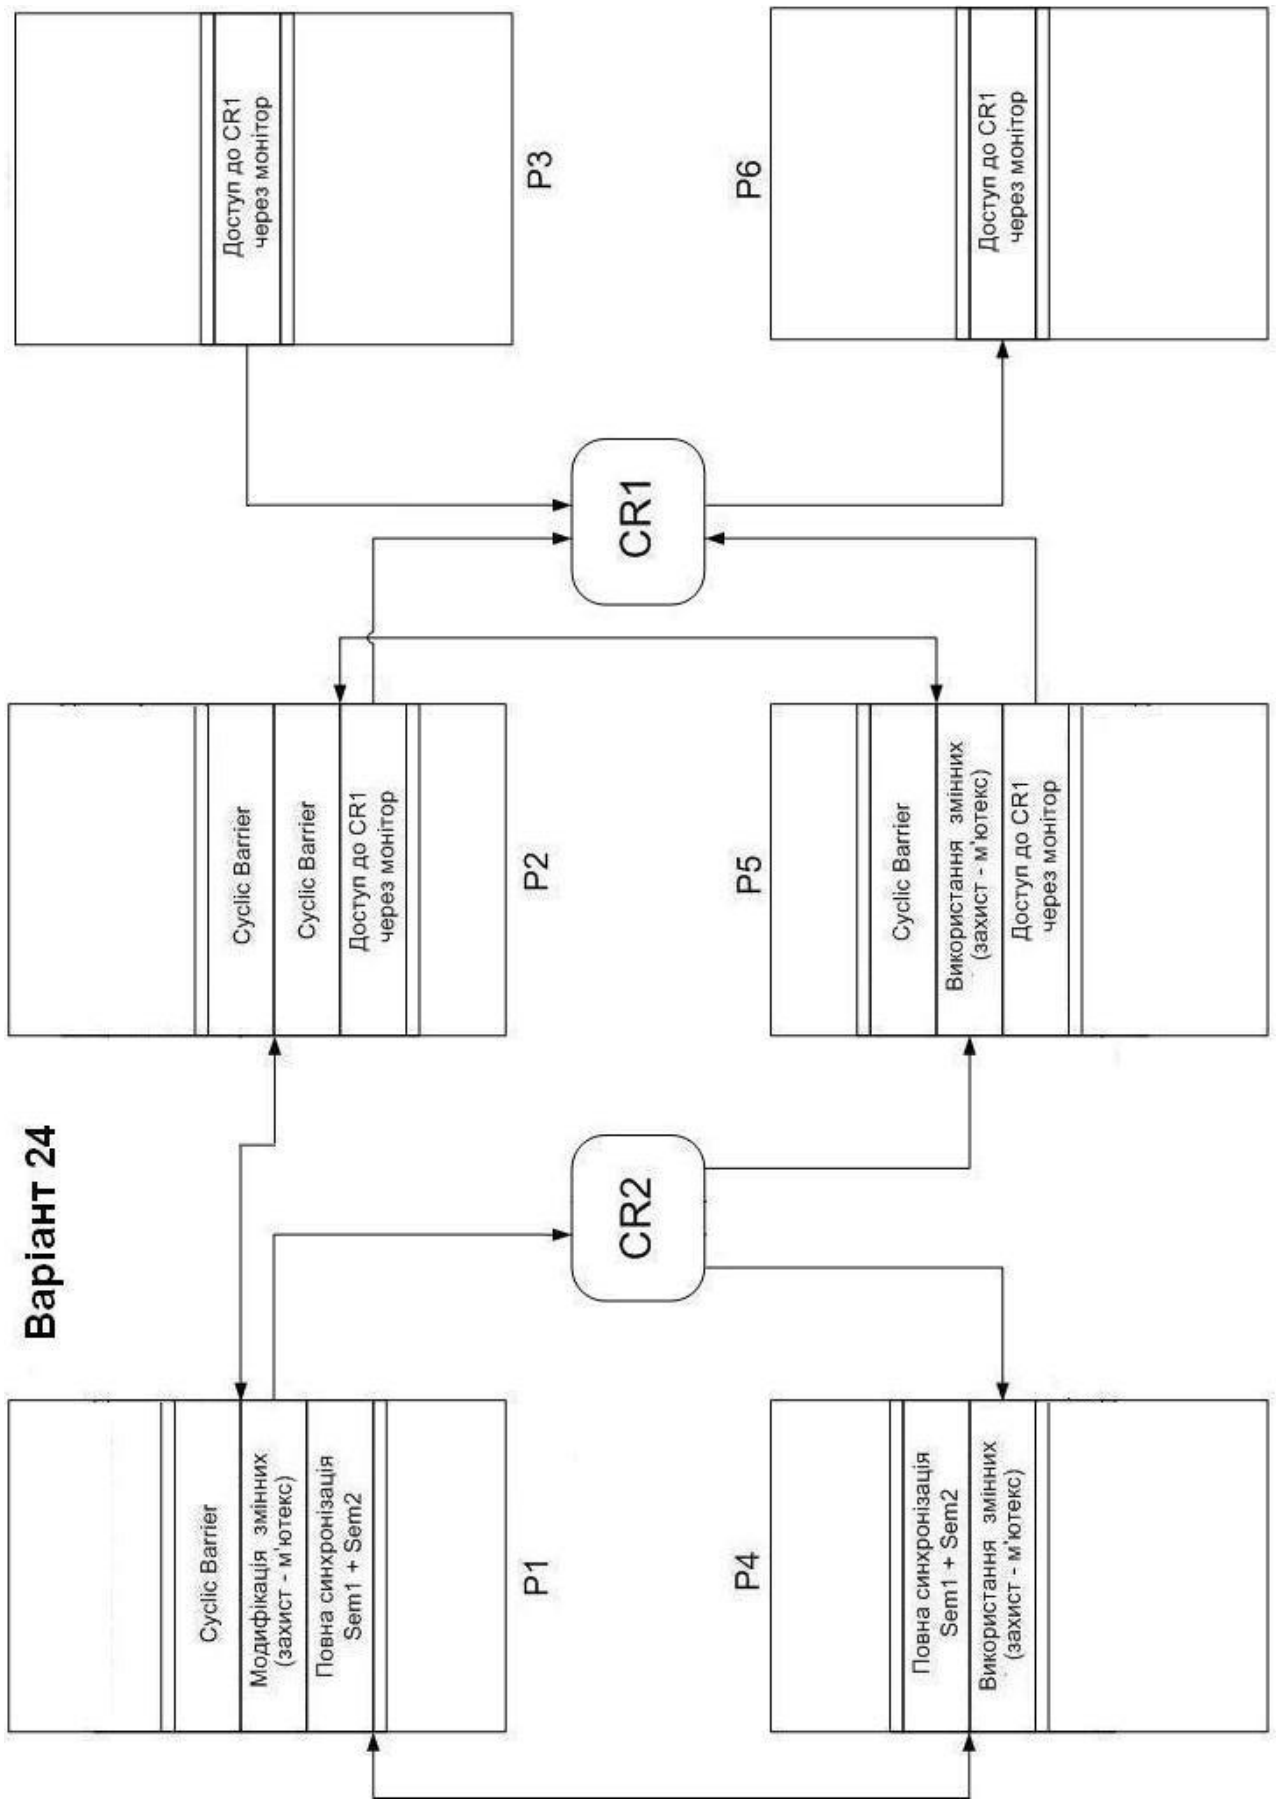 Варіант 24
Cyclic Barrier
Модифікація змінних
(захист - м'ютекс)
Повна синхронізація
Sem1 + Sem2
P1
Cyclic Barrier
Cyclic Barrier
Доступ до CR1
через монітор
P2
Доступ до CR1
через монітор
P3
CR2
CR1
P4
Повна синхронізація
Sem1 + Sem2
Використання змінних
(захист - м'ютекс)
P5
Cyclic Barrier
Використання змінних
(захист - м'ютекс)
Доступ до CR1
через монітор
P6
Доступ до CR1
через монітор